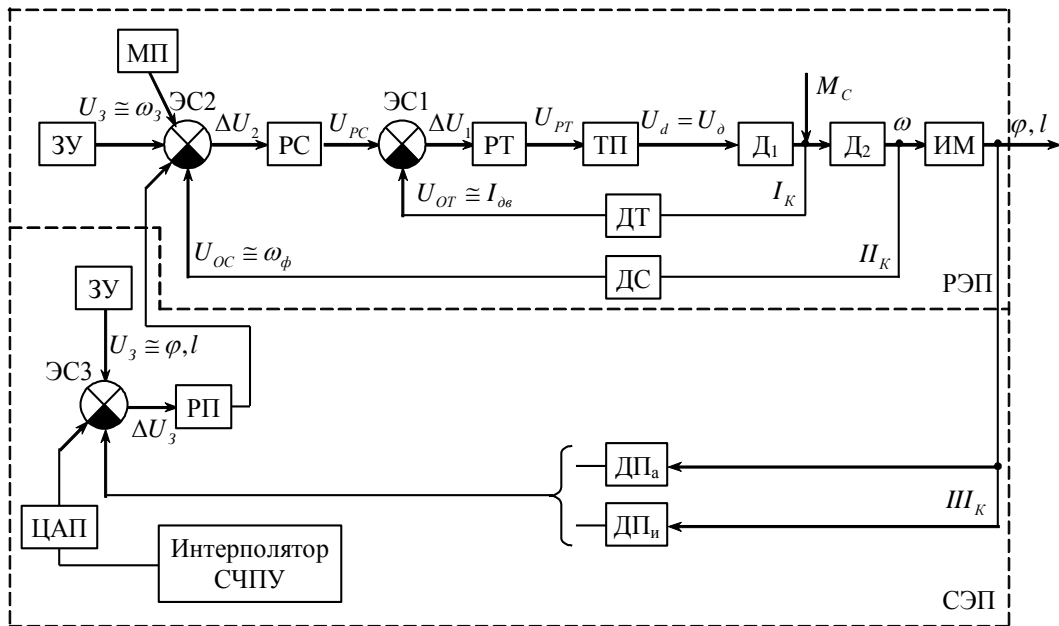 МП
U_З ≅ ω_З
ЭС2
ЗУ
ΔU_2
РС
U_РС
ЭС1
ΔU_1
РТ
U_РТ
ТП
U_d = U_д
Д_1
М_С
Д_2
ω
ИМ
φ, l
U_ОТ ≅ I_дв
ДТ
I_К
U_ОС ≅ ω_ф
ДС
II_К
РЭП
ЗУ
U_З ≅ φ, l
ЭС3
ΔU_З
РП
ДП_а
ДП_и
III_К
ЦАП
Интерполятор
СЧПУ
СЭП